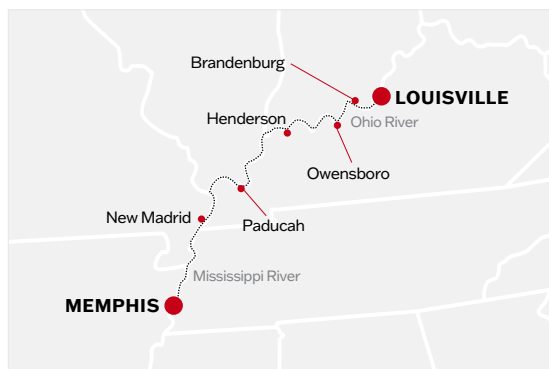 Brandenburg
LOUISVILLE
Henderson
Ohio River
Owensboro
New Madrid
Paducah
Mississippi River
MEMPHIS